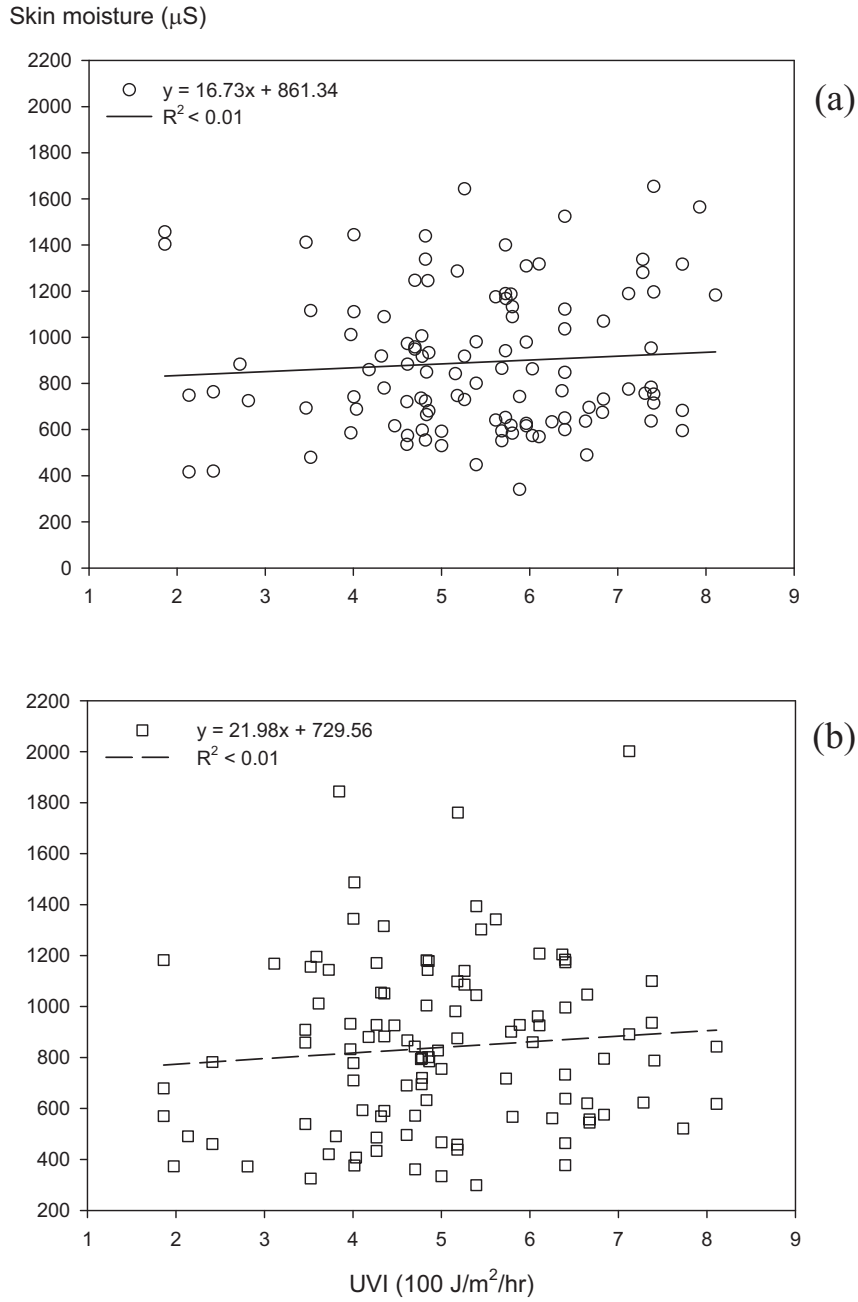 Skin moisture (μS)
2200
y = 16.73x + 861.34
(a)
2000
R² < 0.01
1800
1600
1400
1200
1000
800
600
400
200
0
1 2 3 4 5 6 7 8 9
2200
y = 21.98x + 729.56
(b)
2000
R² < 0.01
1800
1600
1400
1200
1000
800
600
400
200
1 2 3 4 5 6 7 8 9
UVI (100 J/m²/hr)